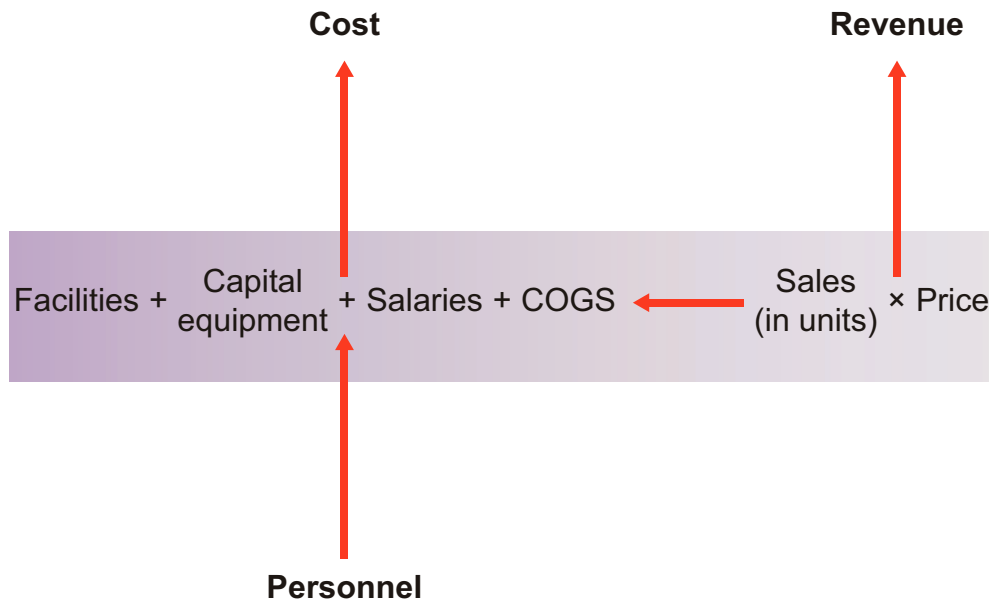 Cost
Revenue
Facilities + Capital equipment + Salaries + COGS
Sales (in units) × Price
Personnel